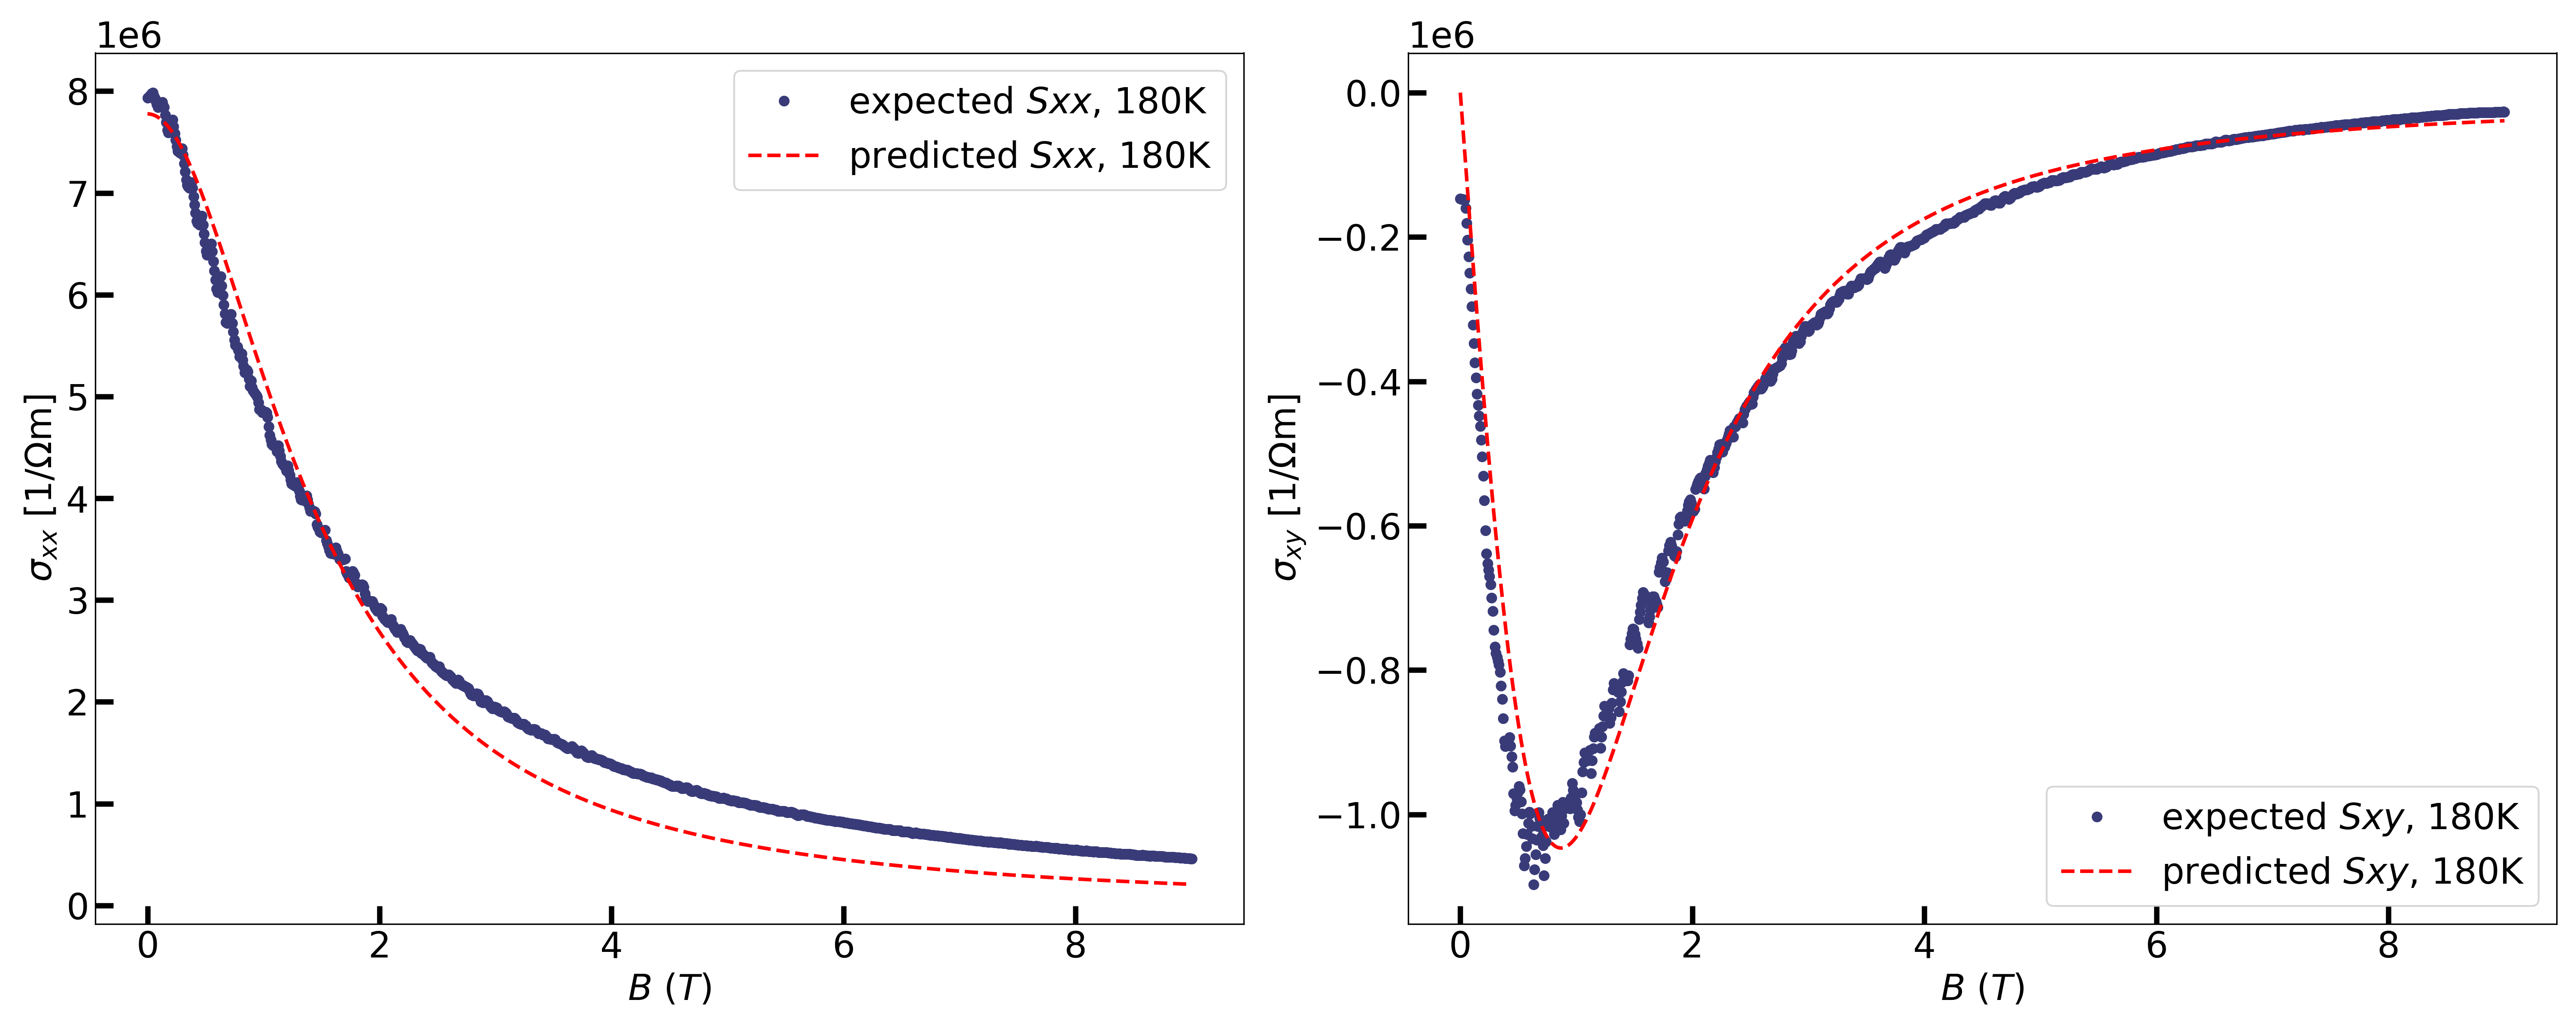 1e6
8
7
6
5
4
3
2
1
0
σxx [1/Ωm]
0 2 4 6 8
B (T)
expected Sxx, 180K
predicted Sxx, 180K
1e6
0.0
−0.2
−0.4
−0.6
−0.8
−1.0
σxy [1/Ωm]
0 2 4 6 8
B (T)
expected Sxy, 180K
predicted Sxy, 180K